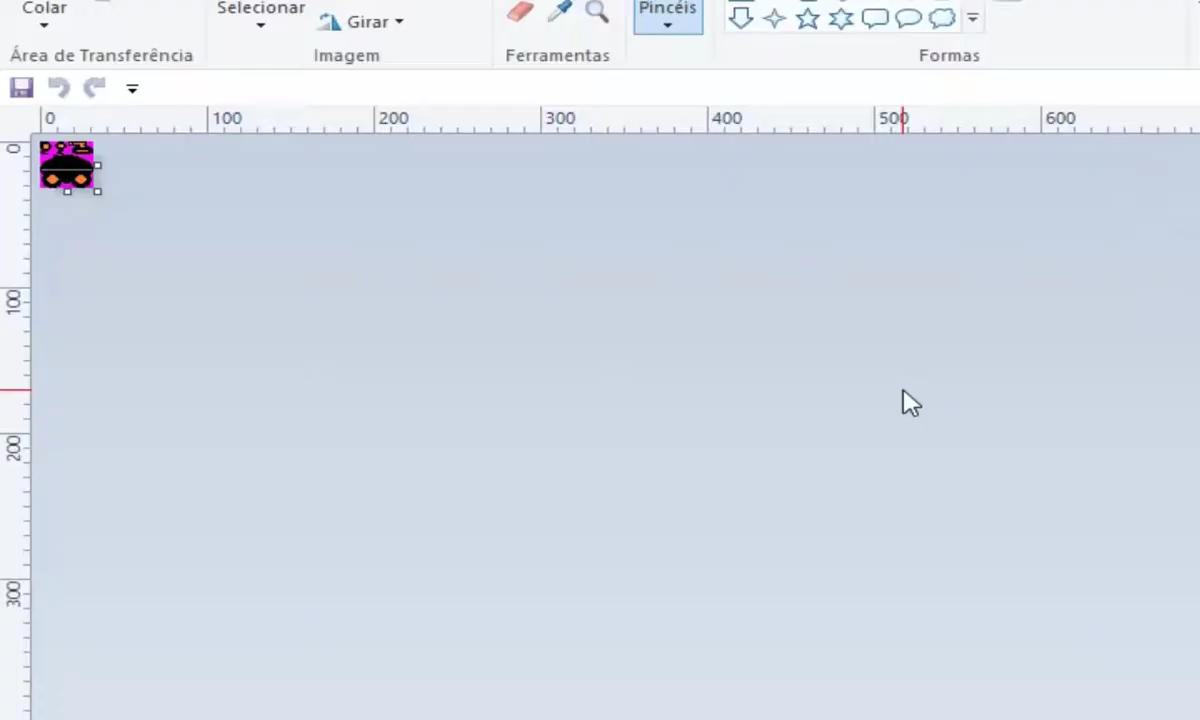 Colar
Selecionar
Girar
Pincéis
Área de Transferência
Imagem
Ferramentas
Formas
0
100
200
300
400
500
600
0
100
200
300